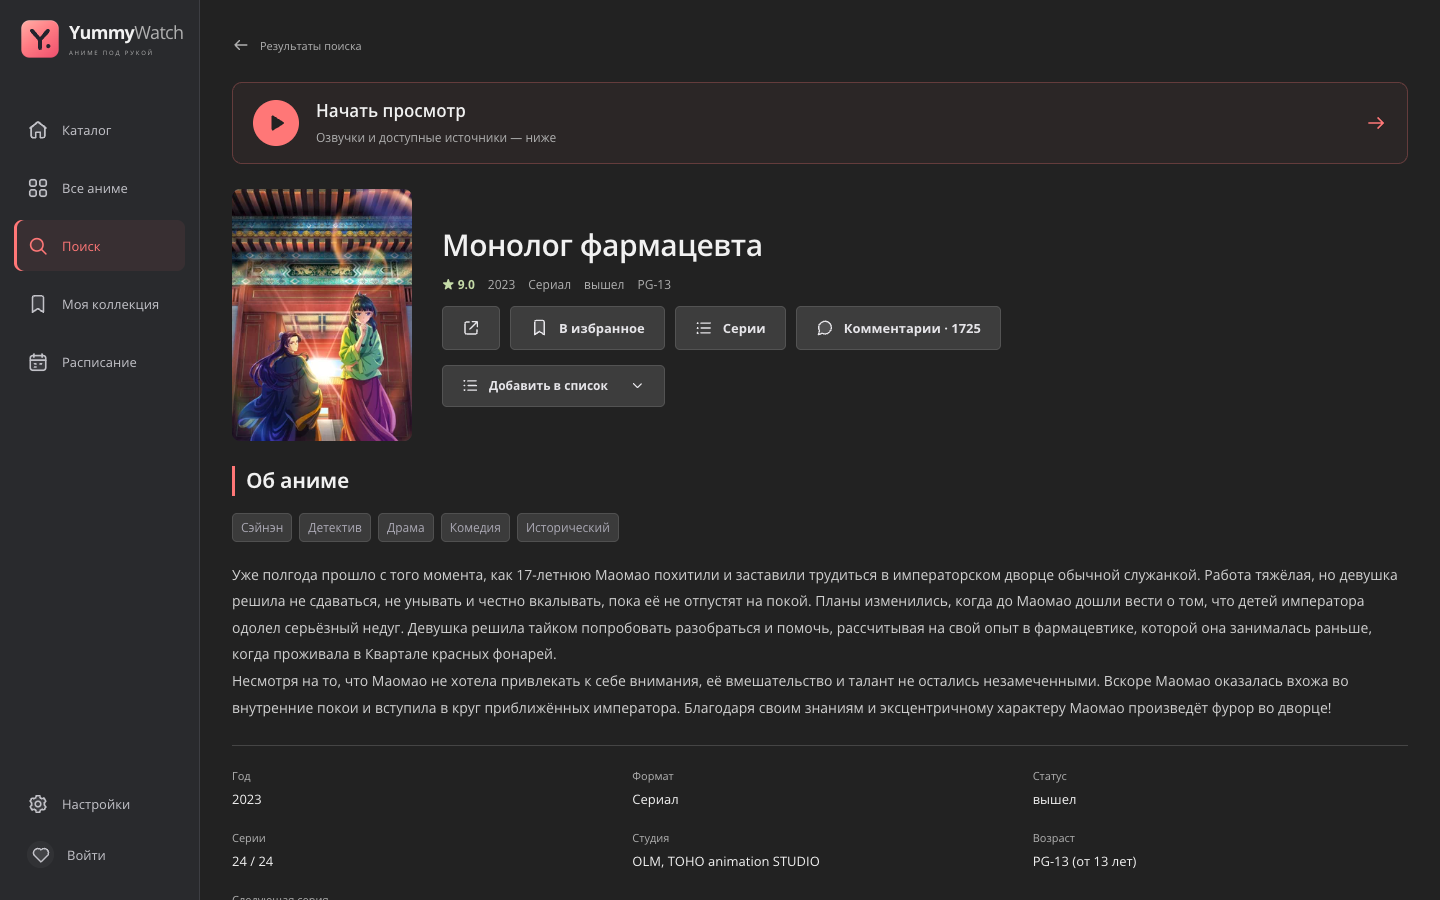 YummyWatch
АНИМЕ ПОД РУКОЙ
Каталог
Все аниме
Поиск
Моя коллекция
Расписание
Настройки
Войти
Результаты поиска
Начать просмотр
Озвучки и доступные источники — ниже
Монолог фармацевта
9.0 2023 Сериал вышел PG-13
В избранное Серии Комментарии · 1725
Добавить в список
Об аниме
Сэйнэн Детектив Драма Комедия Исторический
Уже полгода прошло с того момента, как 17-летнюю Маомао похитили и заставили трудиться в императорском дворце обычной служанкой. Работа тяжёлая, но девушка
решила не сдаваться, не унывать и честно вкалывать, пока её не отпустят на покой. Планы изменились, когда до Маомао дошли вести о том, что детей императора
одолел серьёзный недуг. Девушка решила тайком попробовать разобраться и помочь, рассчитывая на свой опыт в фармацевтике, которой она занималась раньше,
когда проживала в Квартале красных фонарей.
Несмотря на то, что Маомао не хотела привлекать к себе внимания, её вмешательство и талант не остались незамеченными. Вскоре Маомао оказалась вхожа во
внутренние покои и вступила в круг приближённых императора. Благодаря своим знаниям и эксцентричному характеру Маомао произведёт фурор во дворце!
Год Формат Статус
2023 Сериал вышел
Серии Студия Возраст
24 / 24 OLM, TOHO animation STUDIO PG-13 (от 13 лет)
Следующая серия